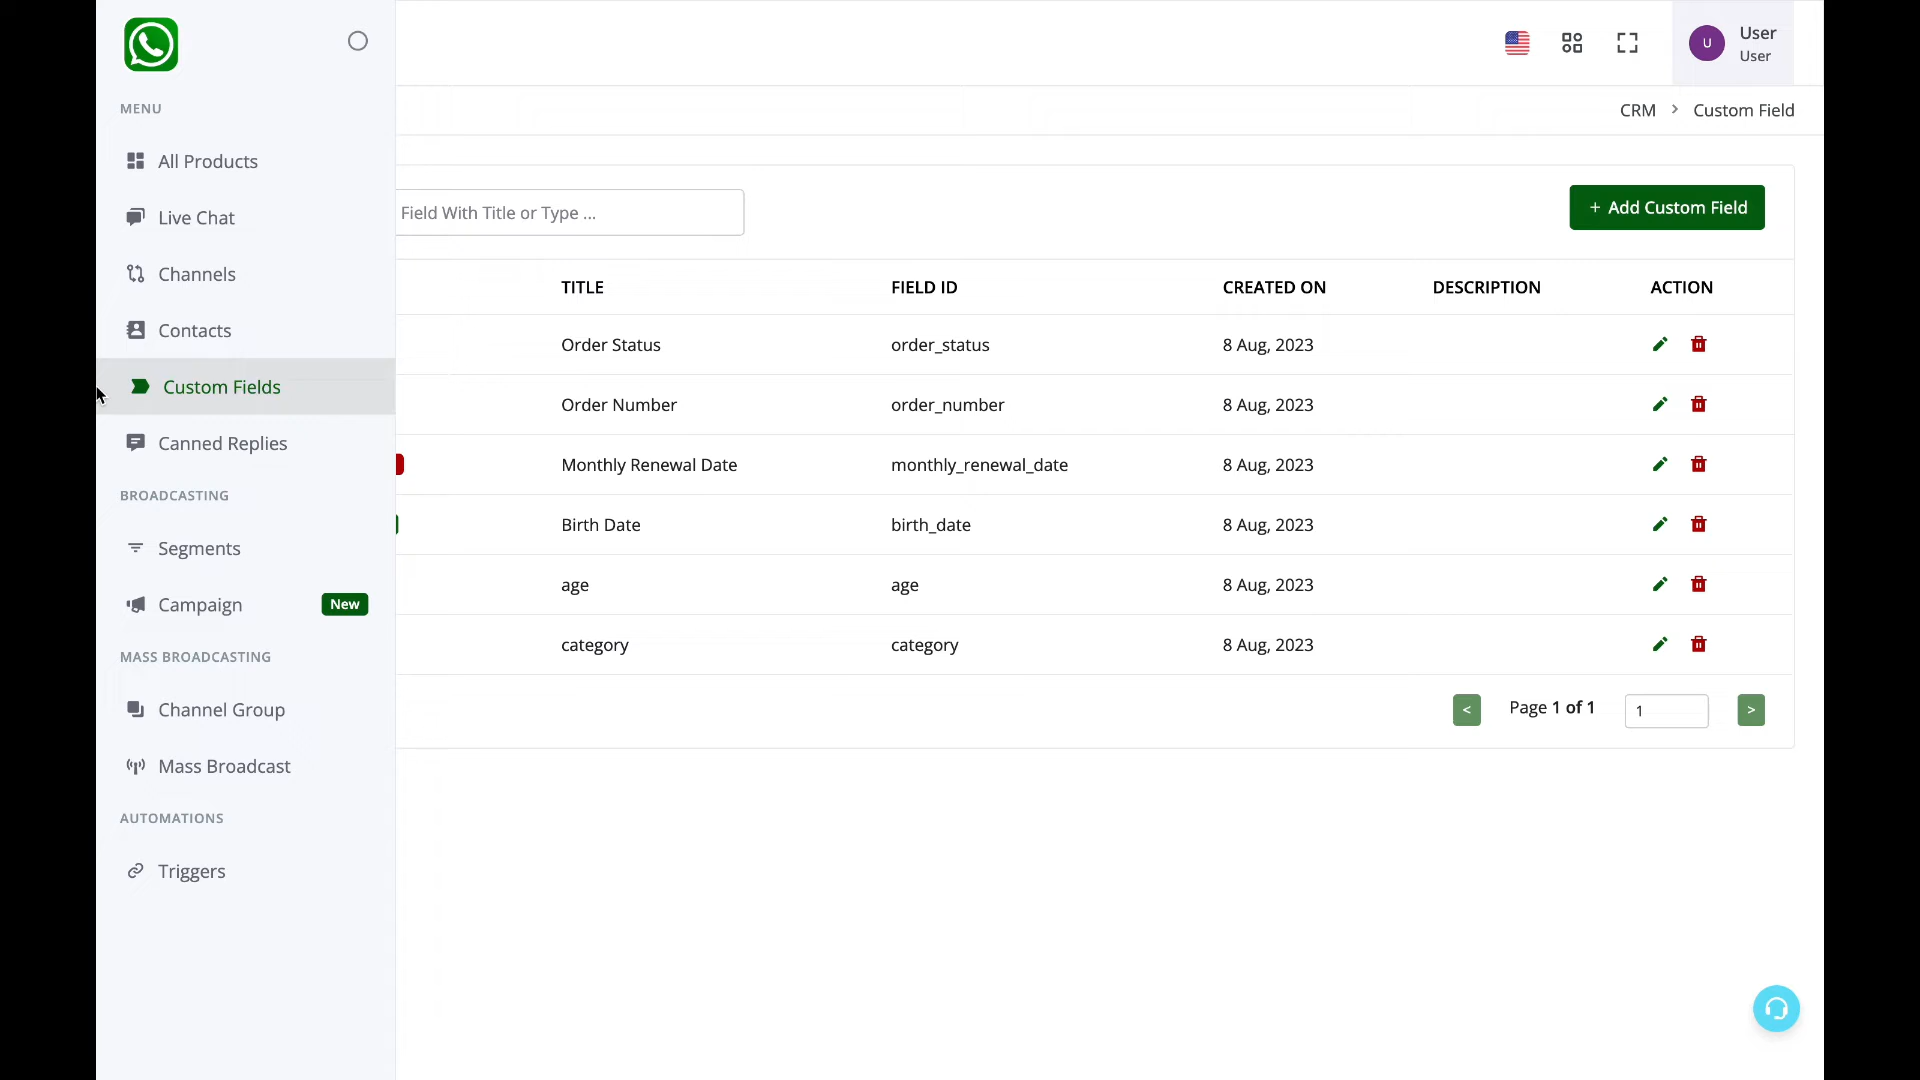 MENU
All Products
Live Chat
Channels
Contacts
Custom Fields
Canned Replies
BROADCASTING
Segments
Campaign New
MASS BROADCASTING
Channel Group
Mass Broadcast
AUTOMATIONS
Triggers
U
User
User
CRM > Custom Field
Field With Title or Type ...
+ Add Custom Field
TITLE FIELD ID CREATED ON DESCRIPTION ACTION
Order Status order_status 8 Aug, 2023
Order Number order_number 8 Aug, 2023
Monthly Renewal Date monthly_renewal_date 8 Aug, 2023
Birth Date birth_date 8 Aug, 2023
age age 8 Aug, 2023
category category 8 Aug, 2023
< Page 1 of 1 1 >